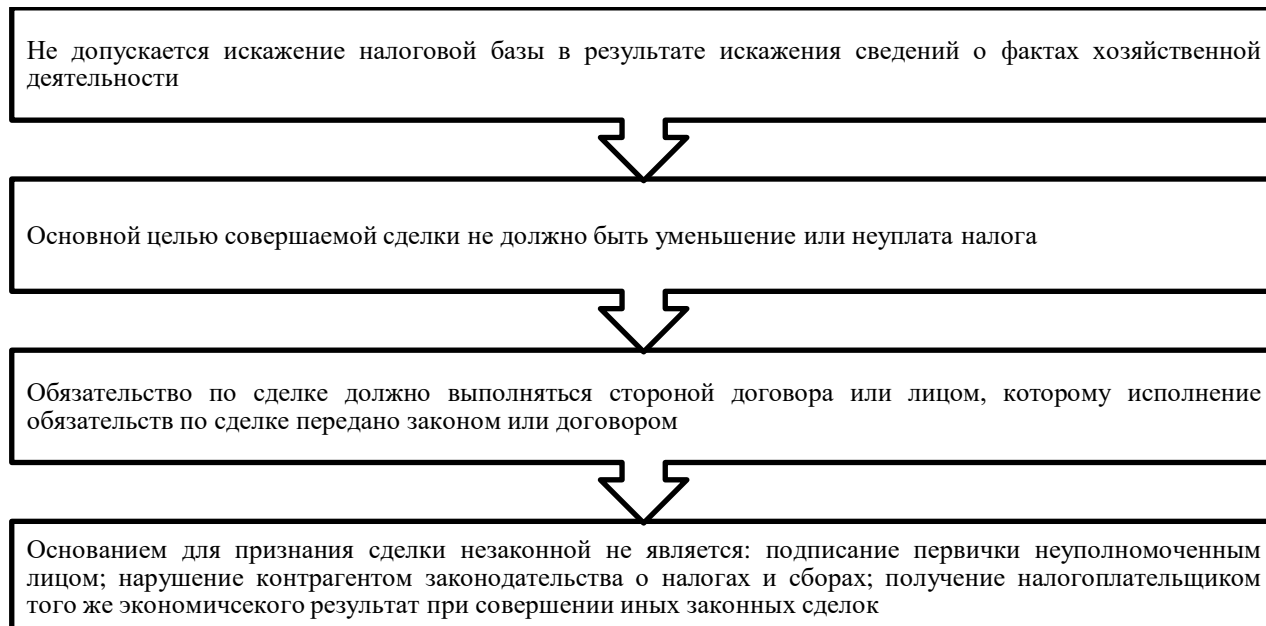 Не допускается искажение налоговой базы в результате искажения сведений о фактах хозяйственной
деятельности
Основной целью совершаемой сделки не должно быть уменьшение или неуплата налога
Обязательство по сделке должно выполняться стороной договора или лицом, которому исполнение
обязательств по сделке передано законом или договором
Основанием для признания сделки незаконной не является: подписание первички неуполномоченным
лицом; нарушение контрагентом законодательства о налогах и сборах; получение налогоплательщиком
того же экономичсекого результат при совершении иных законных сделок